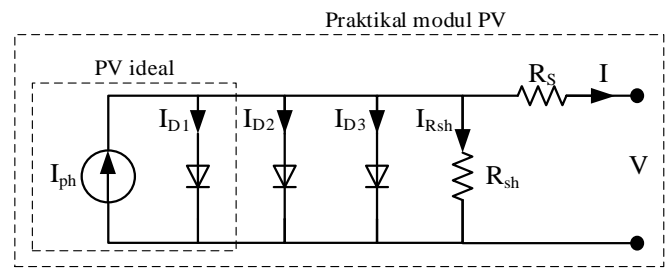 Praktikal modul PV
PV ideal
R_S
I
I_D1
I_D2
I_D3
I_Rsh
I_ph
R_sh
V